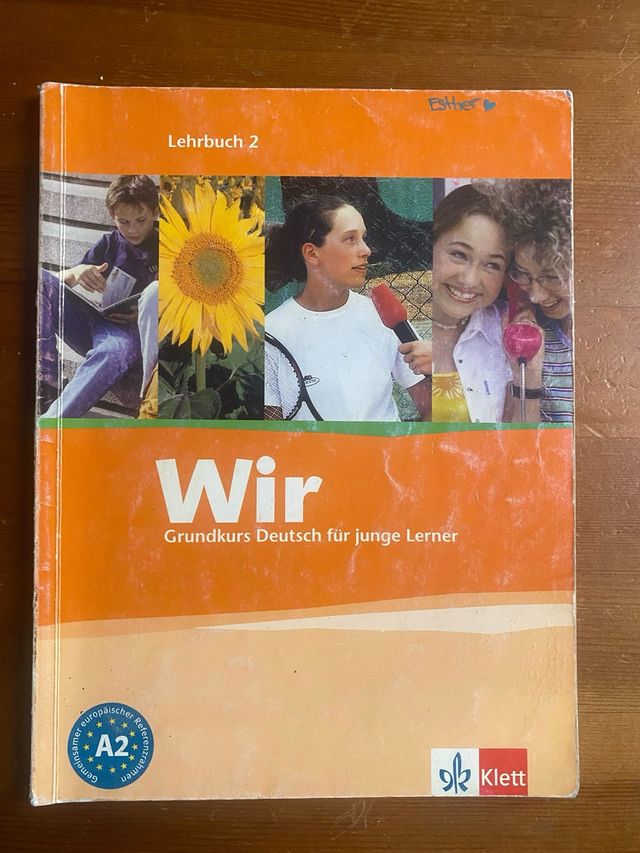 Esther
Lehrbuch 2
Wir
Grundkurs Deutsch für junge Lerner
Gemeinsamer europäischer Referenzrahmen
A2
Klett